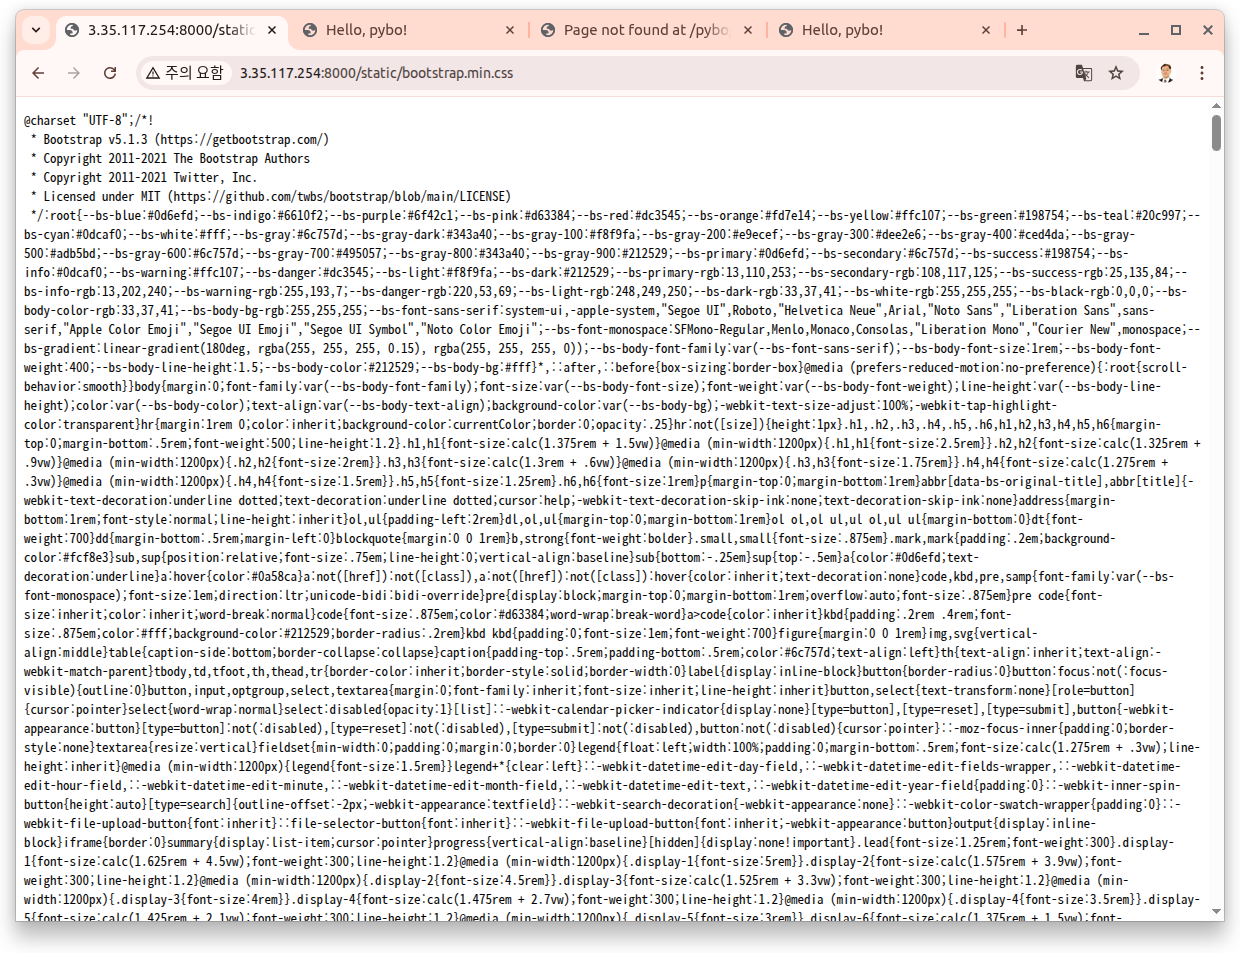 3.35.117.254:8000/static
Hello, pybo!
Page not found at /pybo
Hello, pybo!
주의 요함
3.35.117.254:8000/static/bootstrap.min.css
@charset "UTF-8";/*!
 * Bootstrap v5.1.3 (https://getbootstrap.com/)
 * Copyright 2011-2021 The Bootstrap Authors
 * Copyright 2011-2021 Twitter, Inc.
 * Licensed under MIT (https://github.com/twbs/bootstrap/blob/main/LICENSE)
 */:root{--bs-blue:#0d6efd;--bs-indigo:#6610f2;--bs-purple:#6f42c1;--bs-pink:#d63384;--bs-red:#dc3545;--bs-orange:#fd7e14;--bs-yellow:#ffc107;--bs-green:#198754;--bs-teal:#20c997;--
bs-cyan:#0dcaf0;--bs-white:#fff;--bs-gray:#6c757d;--bs-gray-dark:#343a40;--bs-gray-100:#f8f9fa;--bs-gray-200:#e9ecef;--bs-gray-300:#dee2e6;--bs-gray-400:#ced4da;--bs-gray-
500:#adb5bd;--bs-gray-600:#6c757d;--bs-gray-700:#495057;--bs-gray-800:#343a40;--bs-gray-900:#212529;--bs-primary:#0d6efd;--bs-secondary:#6c757d;--bs-success:#198754;--bs-
info:#0dcaf0;--bs-warning:#ffc107;--bs-danger:#dc3545;--bs-light:#f8f9fa;--bs-dark:#212529;--bs-primary-rgb:13,110,253;--bs-secondary-rgb:108,117,125;--bs-success-rgb:25,135,84;--
bs-info-rgb:13,202,240;--bs-warning-rgb:255,193,7;--bs-danger-rgb:220,53,69;--bs-light-rgb:248,249,250;--bs-dark-rgb:33,37,41;--bs-white-rgb:255,255,255;--bs-black-rgb:0,0,0;--bs-
body-color-rgb:33,37,41;--bs-body-bg-rgb:255,255,255;--bs-font-sans-serif:system-ui,-apple-system,"Segoe UI",Roboto,"Helvetica Neue",Arial,"Noto Sans","Liberation Sans",sans-
serif,"Apple Color Emoji","Segoe UI Emoji","Segoe UI Symbol","Noto Color Emoji";--bs-font-monospace:SFMono-Regular,Menlo,Monaco,Consolas,"Liberation Mono","Courier New",monospace;--
bs-gradient:linear-gradient(180deg, rgba(255, 255, 255, 0.15), rgba(255, 255, 255, 0));--bs-body-font-family:var(--bs-font-sans-serif);--bs-body-font-size:1rem;--bs-body-font-
weight:400;--bs-body-line-height:1.5;--bs-body-color:#212529;--bs-body-bg:#fff}*,::after,::before{box-sizing:border-box}@media (prefers-reduced-motion:no-preference){:root{scroll-
behavior:smooth}}body{margin:0;font-family:var(--bs-body-font-family);font-size:var(--bs-body-font-size);font-weight:var(--bs-body-font-weight);line-height:var(--bs-body-line-
height);color:var(--bs-body-color);text-align:var(--bs-body-text-align);background-color:var(--bs-body-bg);-webkit-text-size-adjust:100%;-webkit-tap-highlight-
color:transparent}hr{margin:1rem 0;color:inherit;background-color:currentColor;border:0;opacity:.25}hr:not([size]){height:1px}.h1,.h2,.h3,.h4,.h5,.h6,h1,h2,h3,h4,h5,h6{margin-
top:0;margin-bottom:.5rem;font-weight:500;line-height:1.2}.h1,h1{font-size:calc(1.375rem + 1.5vw)}@media (min-width:1200px){.h1,h1{font-size:2.5rem}}.h2,h2{font-size:calc(1.325rem +
.9vw)}@media (min-width:1200px){.h2,h2{font-size:2rem}}.h3,h3{font-size:calc(1.3rem + .6vw)}@media (min-width:1200px){.h3,h3{font-size:1.75rem}}.h4,h4{font-size:calc(1.275rem +
.3vw)}@media (min-width:1200px){.h4,h4{font-size:1.5rem}}.h5,h5{font-size:1.25rem}.h6,h6{font-size:1rem}p{margin-top:0;margin-bottom:1rem}abbr[data-bs-original-title],abbr[title]{-
webkit-text-decoration:underline dotted;text-decoration:underline dotted;cursor:help;-webkit-text-decoration-skip-ink:none;text-decoration-skip-ink:none}address{margin-
bottom:1rem;font-style:normal;line-height:inherit}ol,ul{padding-left:2rem}dl,ol,ul{margin-top:0;margin-bottom:1rem}ol ol,ol ul,ul ol,ul ul{margin-bottom:0}dt{font-
weight:700}dd{margin-bottom:.5rem;margin-left:0}blockquote{margin:0 0 1rem}b,strong{font-weight:bolder}.small,small{font-size:.875em}.mark,mark{padding:.2em;background-
color:#fcf8e3}sub,sup{position:relative;font-size:.75em;line-height:0;vertical-align:baseline}sub{bottom:-.25em}sup{top:-.5em}a{color:#0d6efd;text-
decoration:underline}a:hover{color:#0a58ca}a:not([href]):not([class]),a:not([href]):not([class]):hover{color:inherit;text-decoration:none}code,kbd,pre,samp{font-family:var(--bs-
font-monospace);font-size:1em;direction:ltr;unicode-bidi:bidi-override}pre{display:block;margin-top:0;margin-bottom:1rem;overflow:auto;font-size:.875em}pre code{font-
size:inherit;color:inherit;word-break:normal}code{font-size:.875em;color:#d63384;word-wrap:break-word}a>code{color:inherit}kbd{padding:.2rem .4rem;font-
size:.875em;color:#fff;background-color:#212529;border-radius:.2rem}kbd kbd{padding:0;font-size:1em;font-weight:700}figure{margin:0 0 1rem}img,svg{vertical-
align:middle}table{caption-side:bottom;border-collapse:collapse}caption{padding-top:.5rem;padding-bottom:.5rem;color:#6c757d;text-align:left}th{text-align:inherit;text-align:-
webkit-match-parent}tbody,td,tfoot,th,thead,tr{border-color:inherit;border-style:solid;border-width:0}label{display:inline-block}button{border-radius:0}button:focus:not(:focus-
visible){outline:0}button,input,optgroup,select,textarea{margin:0;font-family:inherit;font-size:inherit;line-height:inherit}button,select{text-transform:none}[role=button]
{cursor:pointer}select{word-wrap:normal}select:disabled{opacity:1}[list]::-webkit-calendar-picker-indicator{display:none}[type=button],[type=reset],[type=submit],button{-webkit-
appearance:button}[type=button]:not(:disabled),[type=reset]:not(:disabled),[type=submit]:not(:disabled),button:not(:disabled){cursor:pointer}::-moz-focus-inner{padding:0;border-
style:none}textarea{resize:vertical}fieldset{min-width:0;padding:0;margin:0;border:0}legend{float:left;width:100%;padding:0;margin-bottom:.5rem;font-size:calc(1.275rem + .3vw);line-
height:inherit}@media (min-width:1200px){legend{font-size:1.5rem}}legend+*{clear:left}::-webkit-datetime-edit-day-field,::-webkit-datetime-edit-fields-wrapper,::-webkit-datetime-
edit-hour-field,::-webkit-datetime-edit-minute,::-webkit-datetime-edit-month-field,::-webkit-datetime-edit-text,::-webkit-datetime-edit-year-field{padding:0}::-webkit-inner-spin-
button{height:auto}[type=search]{outline-offset:-2px;-webkit-appearance:textfield}::-webkit-search-decoration{-webkit-appearance:none}::-webkit-color-swatch-wrapper{padding:0}::-
webkit-file-upload-button{font:inherit}::file-selector-button{font:inherit}::-webkit-file-upload-button{font:inherit;-webkit-appearance:button}output{display:inline-
block}iframe{border:0}summary{display:list-item;cursor:pointer}progress{vertical-align:baseline}[hidden]{display:none!important}.lead{font-size:1.25rem;font-weight:300}.display-
1{font-size:calc(1.625rem + 4.5vw);font-weight:300;line-height:1.2}@media (min-width:1200px){.display-1{font-size:5rem}}.display-2{font-size:calc(1.575rem + 3.9vw);font-
weight:300;line-height:1.2}@media (min-width:1200px){.display-2{font-size:4.5rem}}.display-3{font-size:calc(1.525rem + 3.3vw);font-weight:300;line-height:1.2}@media (min-
width:1200px){.display-3{font-size:4rem}}.display-4{font-size:calc(1.475rem + 2.7vw);font-weight:300;line-height:1.2}@media (min-width:1200px){.display-4{font-size:3.5rem}}.display-
5{font-size:calc(1.425rem + 2.1vw);font-weight:300;line-height:1.2}@media (min-width:1200px){.display-5{font-size:3rem}}.display-6{font-size:calc(1.375rem + 1.5vw);font-